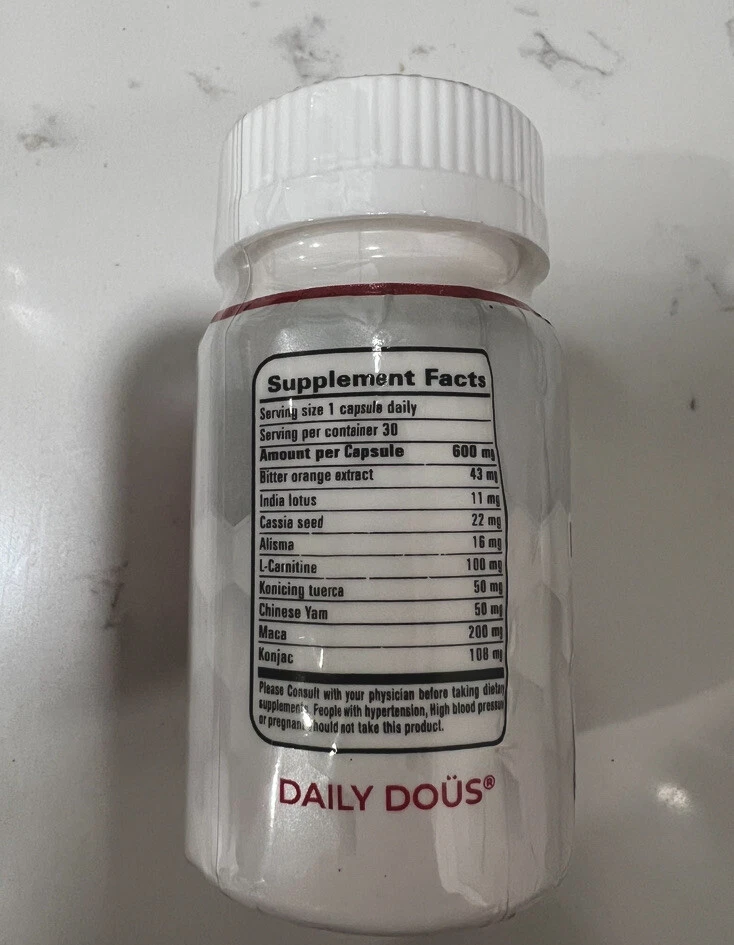 Supplement Facts
Serving size 1 capsule daily
Serving per container 30
Amount per Capsule 600 mg
Bitter orange extract 43 mg
India lotus 11 mg
Cassia seed 22 mg
Alisma 16 mg
L-Carnitine 100 mg
Konicing tuerca 50 mg
Chinese Yam 50 mg
Maca 200 mg
Konjac 108 mg
Please Consult with your physician before taking dietary
supplements. People with hypertension, High blood pressure
or pregnant should not take this product.
DAILY DOÜS®